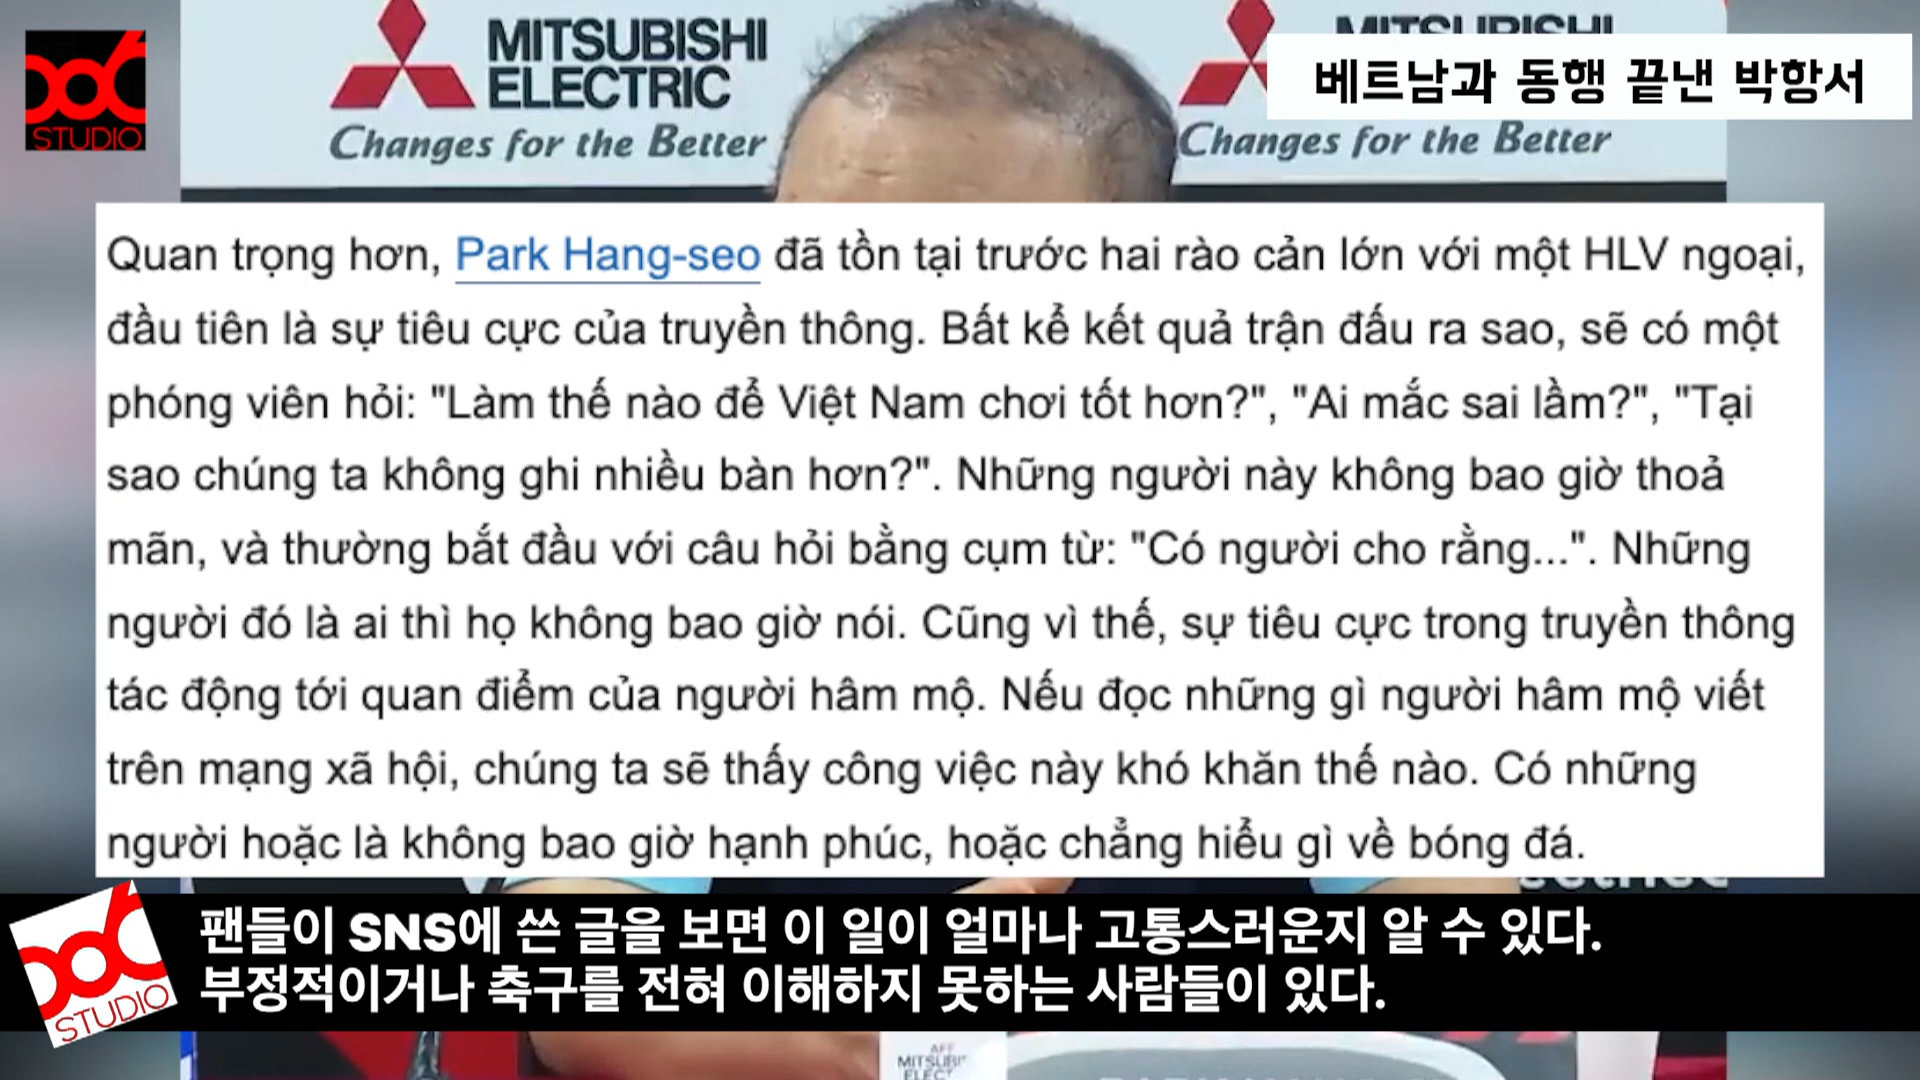 MITSUBISHI
ELECTRIC
Changes for the Better
MITSUBISHI
Changes for the Better
STUDIO
베트남과 동행 끝낸 박항서
Quan trọng hơn, Park Hang-seo đã tồn tại trước hai rào cản lớn với một HLV ngoại,
đầu tiên là sự tiêu cực của truyền thông. Bất kể kết quả trận đấu ra sao, sẽ có một
phóng viên hỏi: "Làm thế nào để Việt Nam chơi tốt hơn?", "Ai mắc sai lầm?", "Tại
sao chúng ta không ghi nhiều bàn hơn?". Những người này không bao giờ thoả
mãn, và thường bắt đầu với câu hỏi bằng cụm từ: "Có người cho rằng...". Những
người đó là ai thì họ không bao giờ nói. Cũng vì thế, sự tiêu cực trong truyền thông
tác động tới quan điểm của người hâm mộ. Nếu đọc những gì người hâm mộ viết
trên mạng xã hội, chúng ta sẽ thấy công việc này khó khăn thế nào. Có những
người hoặc là không bao giờ hạnh phúc, hoặc chẳng hiểu gì về bóng đá.
팬들이 SNS에 쓴 글을 보면 이 일이 얼마나 고통스러운지 알 수 있다.
부정적이거나 축구를 전혀 이해하지 못하는 사람들이 있다.
STUDIO
AFF